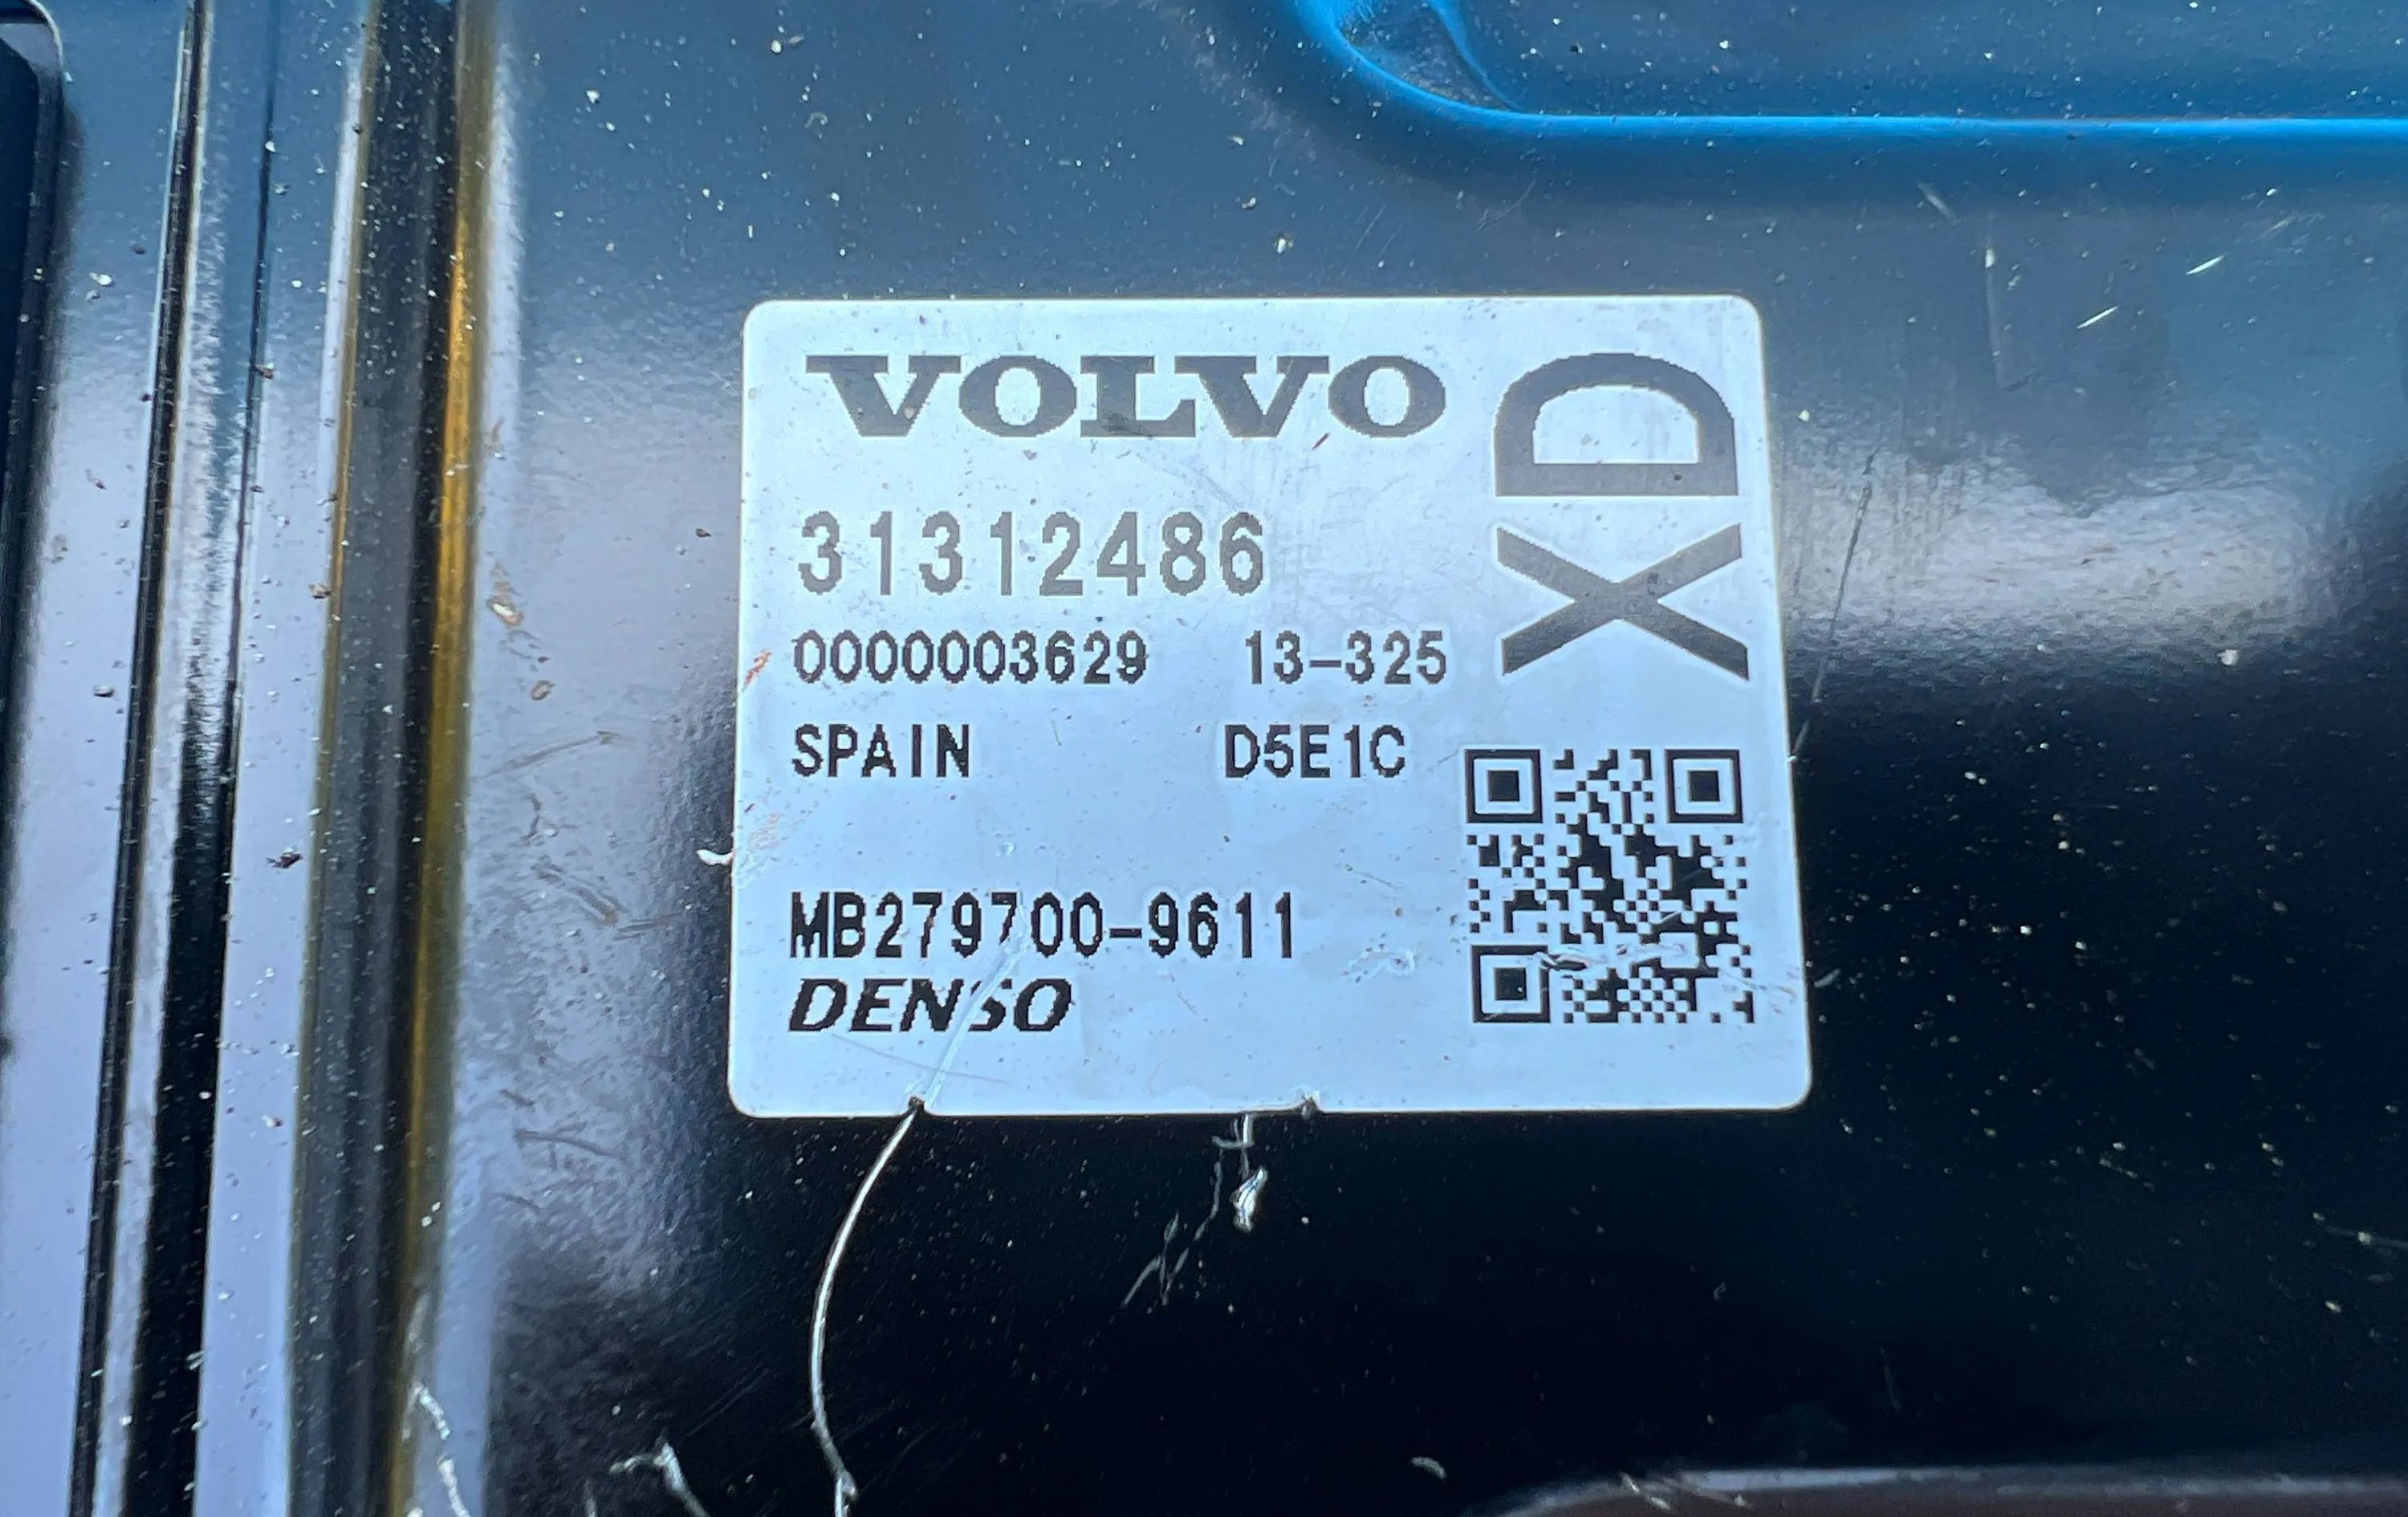 VOLVO
XD
31312486
0000003629 13-325
SPAIN D5E1C
MB279700-9611
DENSO